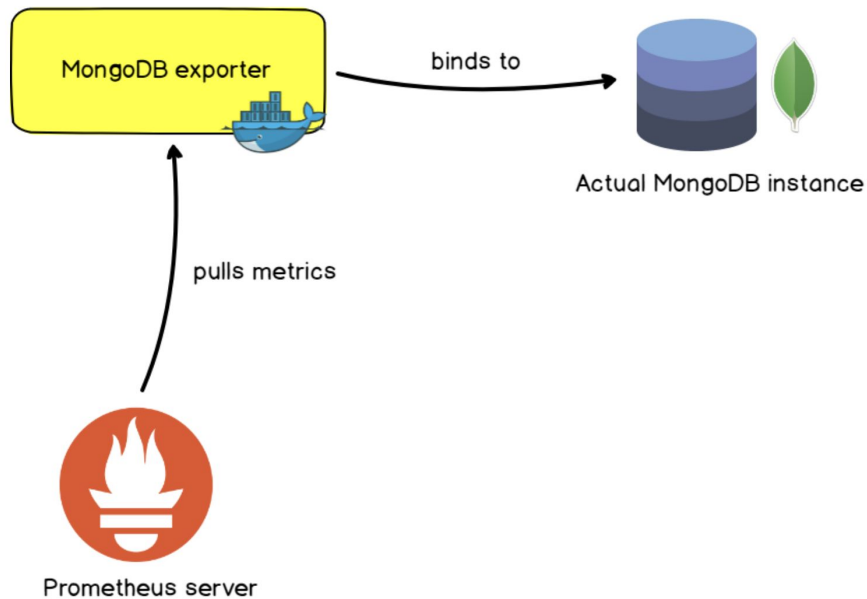 MongoDB exporter
binds to
Actual MongoDB instance
pulls metrics
Prometheus server